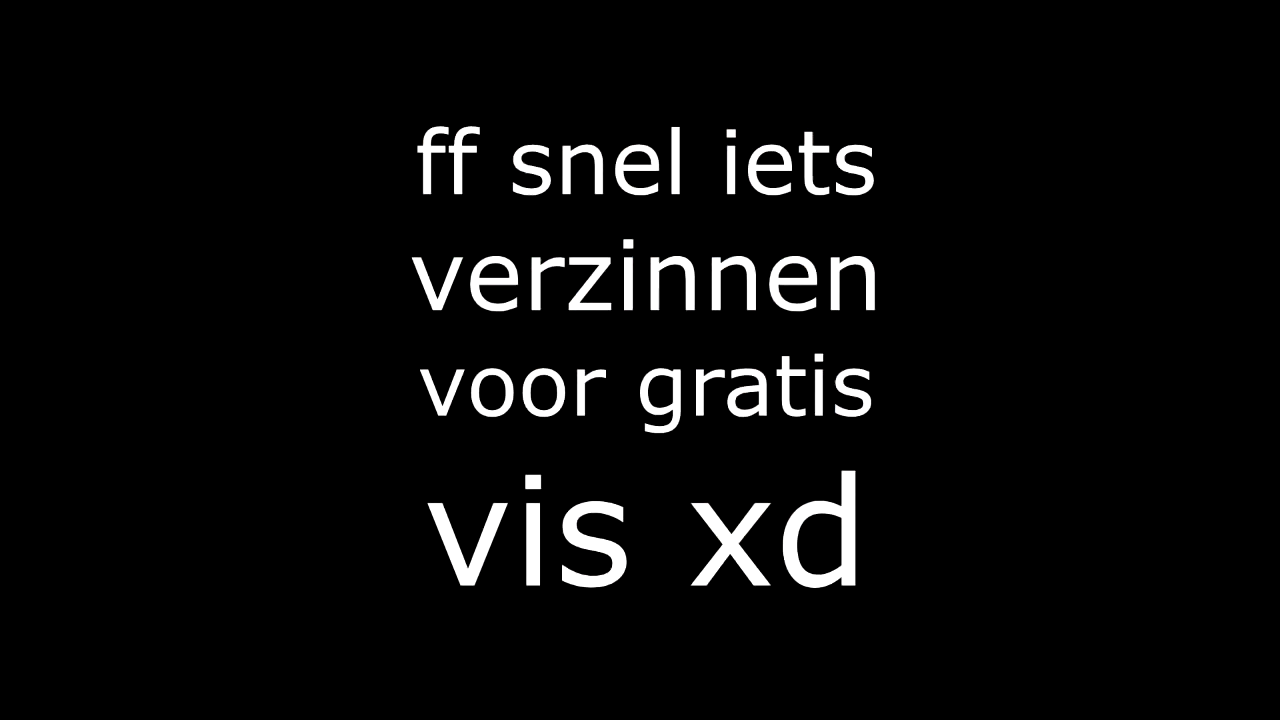 ff snel iets
verzinnen
voor gratis
vis xd